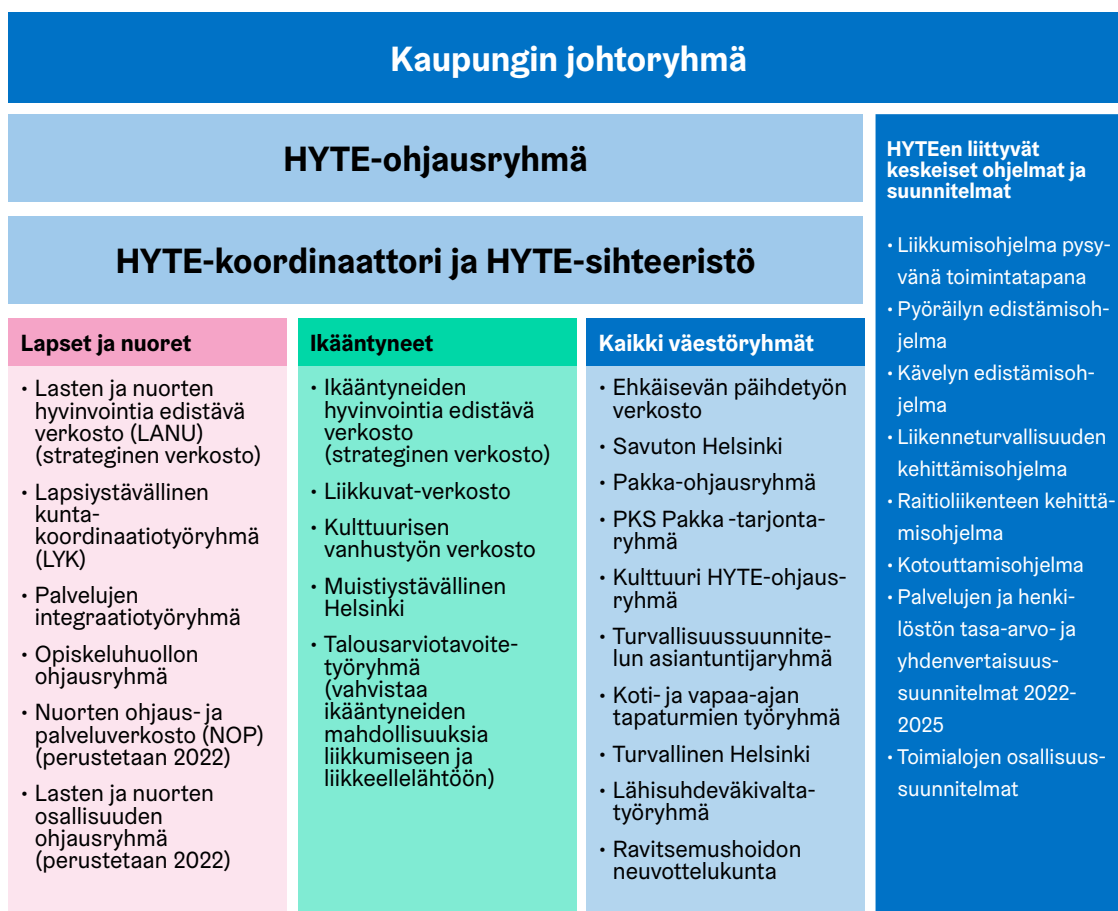 Kaupungin johtoryhmä
HYTE-ohjausryhmä
HYTE-koordinaattori ja HYTE-sihteeristö
Lapset ja nuoret
• Lasten ja nuorten
hyvinvointia edistävä
verkosto (LANU)
(strateginen verkosto)
• Lapsiystävällinen
kunta-
koordinaatiotyöryhmä
(LYK)
• Palvelujen
integraatiotyöryhmä
• Opiskeluhuollon
ohjausryhmä
• Nuorten ohjaus- ja
palveluverkosto (NOP)
(perustetaan 2022)
• Lasten ja nuorten
osallisuuden
ohjausryhmä
(perustetaan 2022)
Ikääntyneet
• Ikääntyneiden
hyvinvointia edistävä
verkosto
(strateginen verkosto)
• Liikkuvat-verkosto
• Kulttuurisen
vanhustyön verkosto
• Muistiystävällinen
Helsinki
• Talousarviotavoite-
työryhmä
(vahvistaa
ikääntyneiden
mahdollisuuksia
liikkumiseen ja
liikkeellelähtöön)
Kaikki väestöryhmät
• Ehkäisevän päihdetyön
verkosto
• Savuton Helsinki
• Pakka-ohjausryhmä
• PKS Pakka -tarjonta-
ryhmä
• Kulttuuri HYTE-ohjaus-
ryhmä
• Turvallisuussuunnite-
lun asiantuntijaryhmä
• Koti- ja vapaa-ajan
tapaturmien työryhmä
• Turvallinen Helsinki
• Lähisuhdeväkivalta-
työryhmä
• Ravitsemushoidon
neuvottelukunta
HYTEen liittyvät
keskeiset ohjelmat ja
suunnitelmat
• Liikkumisohjelma pysy-
vänä toimintatapana
• Pyöräilyn edistämisoh-
jelma
• Kävelyn edistämisoh-
jelma
• Liikenneturvallisuuden
kehittämisohjelma
• Raitioliikenteen kehittä-
misohjelma
• Kotouttamisohjelma
• Palvelujen ja henki-
löstön tasa-arvo- ja
yhdenvertaisuus-
suunnitelmat 2022-
2025
• Toimialojen osallisuus-
suunnitelmat